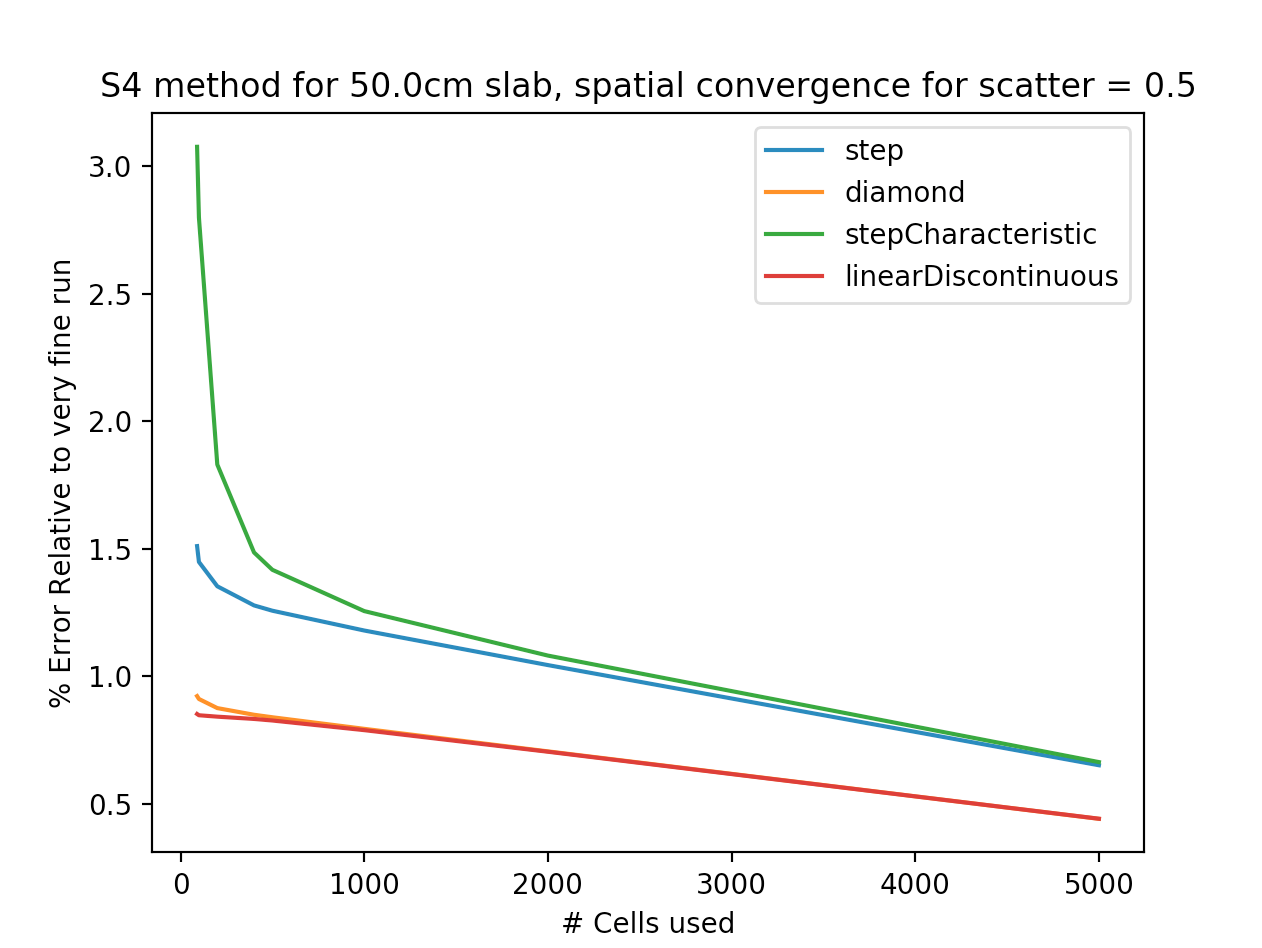 S4 method for 50.0cm slab, spatial convergence for scatter = 0.5
step
diamond
stepCharacteristic
linearDiscontinuous
% Error Relative to very fine run
3.0
2.5
2.0
1.5
1.0
0.5
0
1000
2000
3000
4000
5000
# Cells used